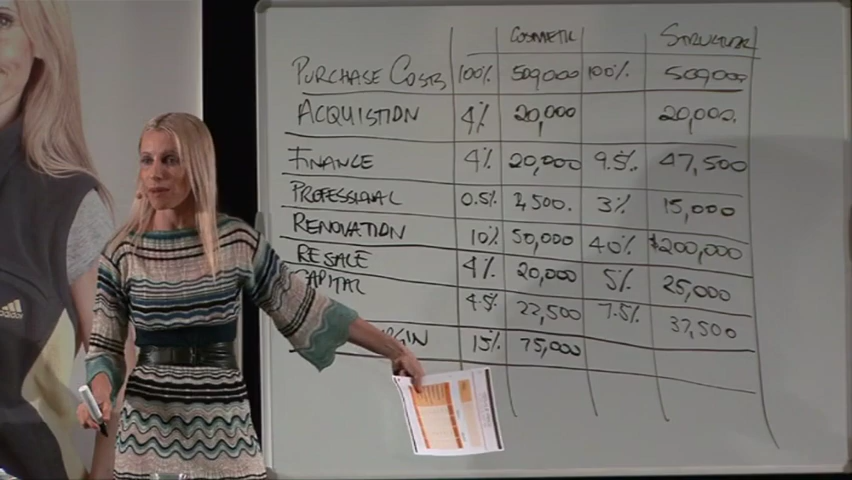 COSMETIC STRUCTURAL
PURCHASE COSTS 100% 500,000 100% 500,000
ACQUISTION 4% 20,000 20,000.
FINANCE 4% 20,000 9.5% 47,500
PROFESSIONAL 0.5% 2,500. 3% 15,000
RENOVATION 10% 50,000 40% $200,000
RESALE 4% 20,000 5% 25,000
CAPITAL 4.5% 22,500 7.5% 37,500
15% 75,000
adidas